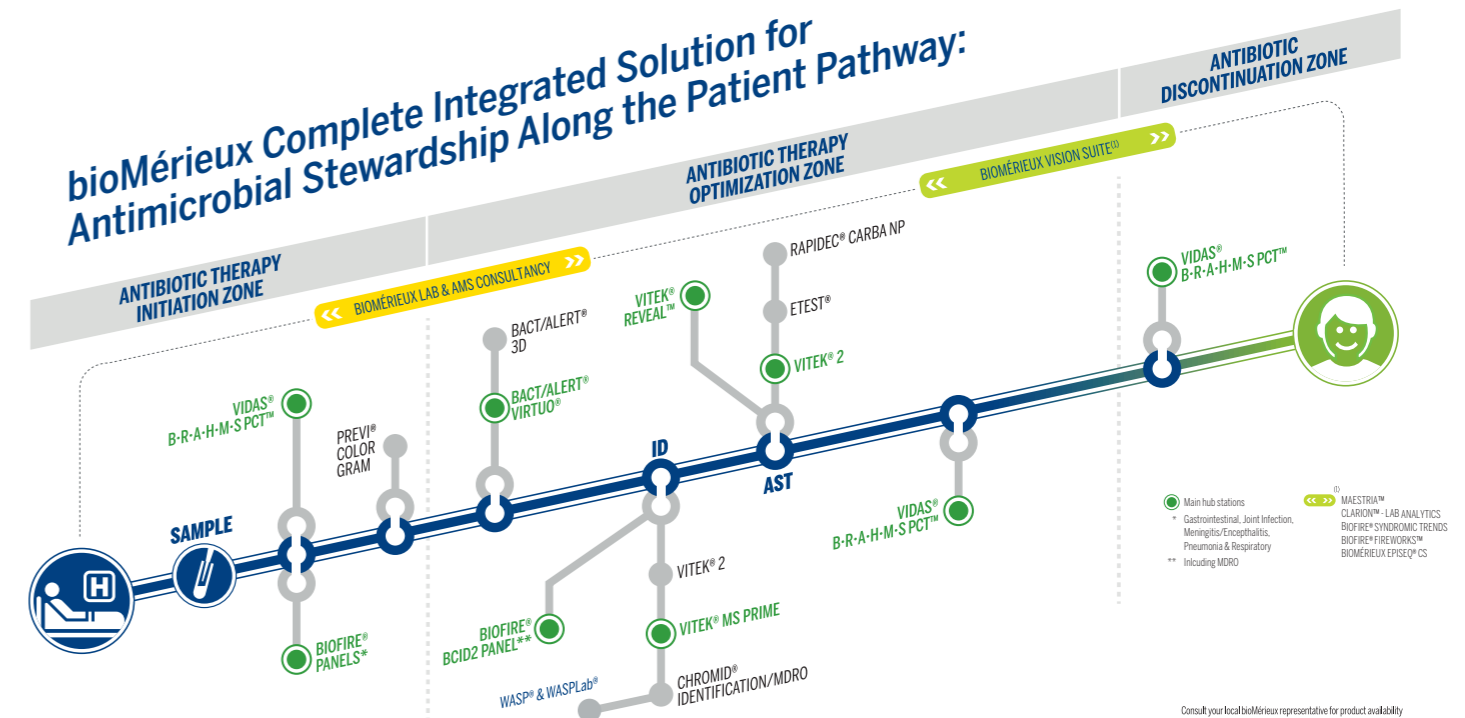 bioMérieux Complete Integrated Solution for
Antimicrobial Stewardship Along the Patient Pathway:
ANTIBIOTIC THERAPY
INITIATION ZONE
ANTIBIOTIC THERAPY
OPTIMIZATION ZONE
ANTIBIOTIC
DISCONTINUATION ZONE
BIOMÉRIEUX LAB & AMS CONSULTANCY
BIOMÉRIEUX VISION SUITE(1)
H
SAMPLE
VIDAS®
B•R•A•H•M•S PCT™
BIOFIRE®
PANELS*
PREVI®
COLOR
GRAM
BACT/ALERT®
3D
BACT/ALERT®
VIRTUO®
ID
BIOFIRE®
BCID2 PANEL**
VITEK® 2
VITEK® MS PRIME
CHROMID®
IDENTIFICATION/MDRO
WASP® & WASPLab®
VITEK®
REVEAL™
RAPIDEC® CARBA NP
ETEST®
VITEK® 2
AST
VIDAS®
B•R•A•H•M•S PCT™
VIDAS®
B•R•A•H•M•S PCT™
Main hub stations
* Gastrointestinal, Joint Infection,
Meningitis/Encephalitis,
Pneumonia & Respiratory
** Inlcuding MDRO
(1)
MAESTRIA™
CLARION™ - LAB ANALYTICS
BIOFIRE® SYNDROMIC TRENDS
BIOFIRE® FIREWORKS™
BIOMÉRIEUX EPISEQ® CS
Consult your local bioMérieux representative for product availability